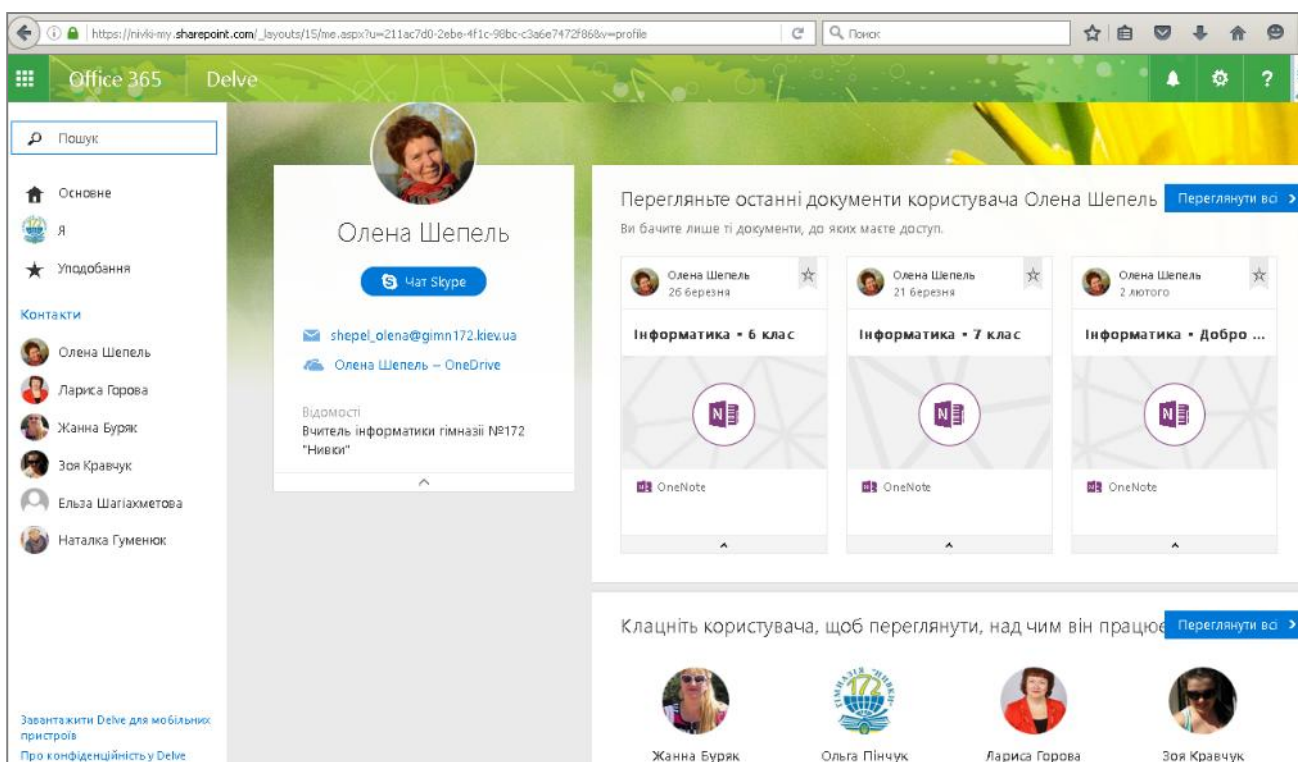 https://nivki-my.sharepoint.com/_layouts/15/me.aspx?u=211ac7d0-2ebe-4f1c-98bc-c3a6e7472f86&v=profile
Поиск
Office 365
Delve
?
Пошук
Основне
Я
Уподобання
Контакти
Олена Шепель
Лариса Горова
Жанна Буряк
Зоя Кравчук
Ельза Шагіахметова
Наталка Гуменюк
Завантажити Delve для мобільних
пристроїв
Про конфіденційність у Delve
Олена Шепель
Чат Skype
shepel_olena@gimn172.kiev.ua
Олена Шепель – OneDrive
Відомості
Вчитель інформатики гімназії №172
"Нивки"
Перегляньте останні документи користувача Олена Шепель
Переглянути всі
Ви бачите лише ті документи, до яких маєте доступ.
Олена Шепель
26 березня
Інформатика ▪ 6 клас
OneNote
Олена Шепель
21 березня
Інформатика ▪ 7 клас
OneNote
Олена Шепель
2 лютого
Інформатика ▪ Добро ...
OneNote
Клацніть користувача, щоб переглянути, над чим він працює
Переглянути всі
ГІМНАЗІЯ "НИВКИ"
172
Жанна Буряк
Ольга Пінчук
Лариса Горова
Зоя Кравчук